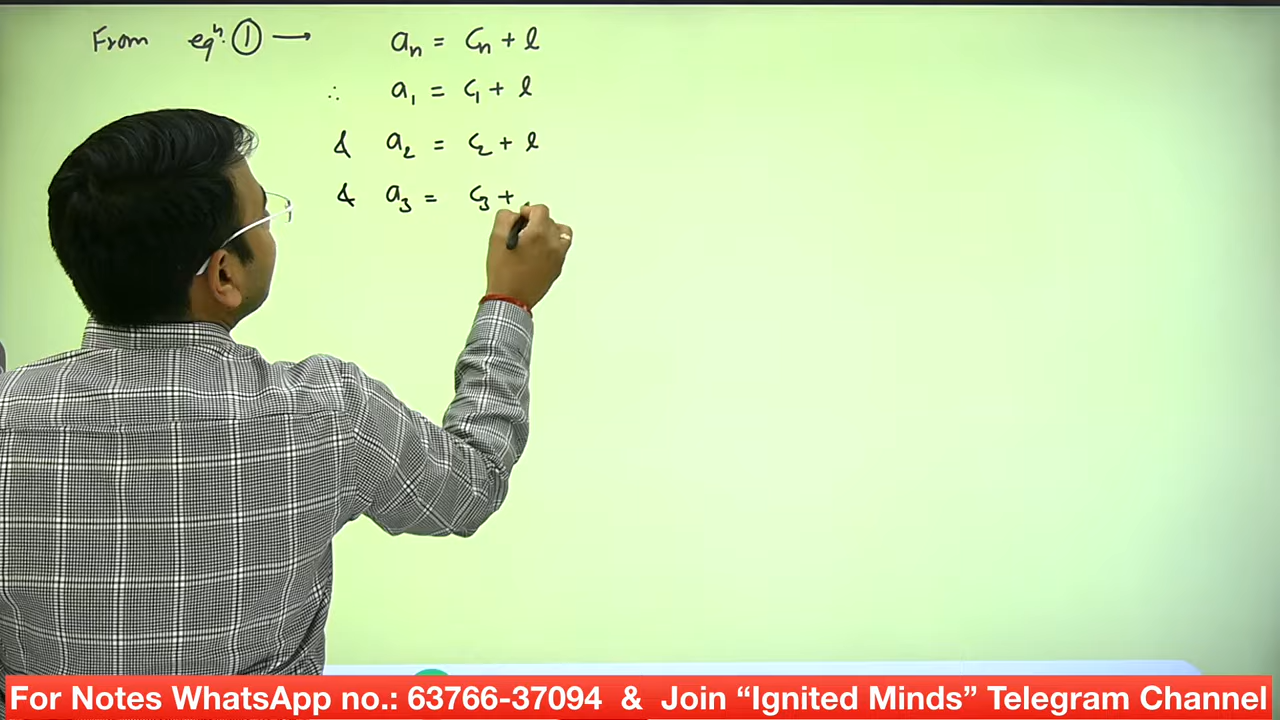 From eqⁿ. ① → aₙ = cₙ + l
∴ a₁ = c₁ + l
& a₂ = c₂ + l
& a₃ = c₃ +
For Notes WhatsApp no.: 63766-37094 & Join “Ignited Minds” Telegram Channel